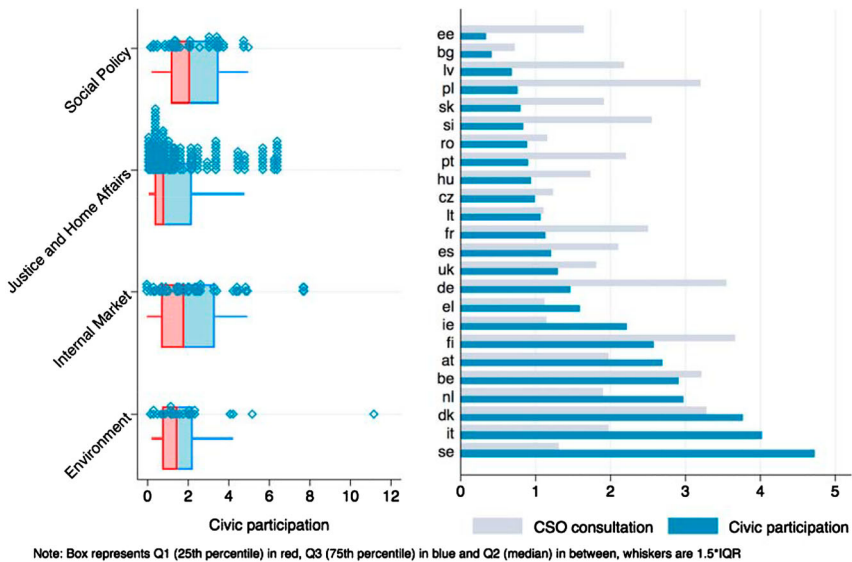 Social Policy
Justice and Home Affairs
Internal Market
Environment
0 2 4 6 8 10 12
Civic participation
ee
bg
lv
pl
sk
si
ro
pt
hu
cz
lt
fr
es
uk
de
el
ie
fi
at
be
nl
dk
it
se
0 1 2 3 4 5
CSO consultation Civic participation
Note: Box represents Q1 (25th percentile) in red, Q3 (75th percentile) in blue and Q2 (median) in between, whiskers are 1.5*IQR